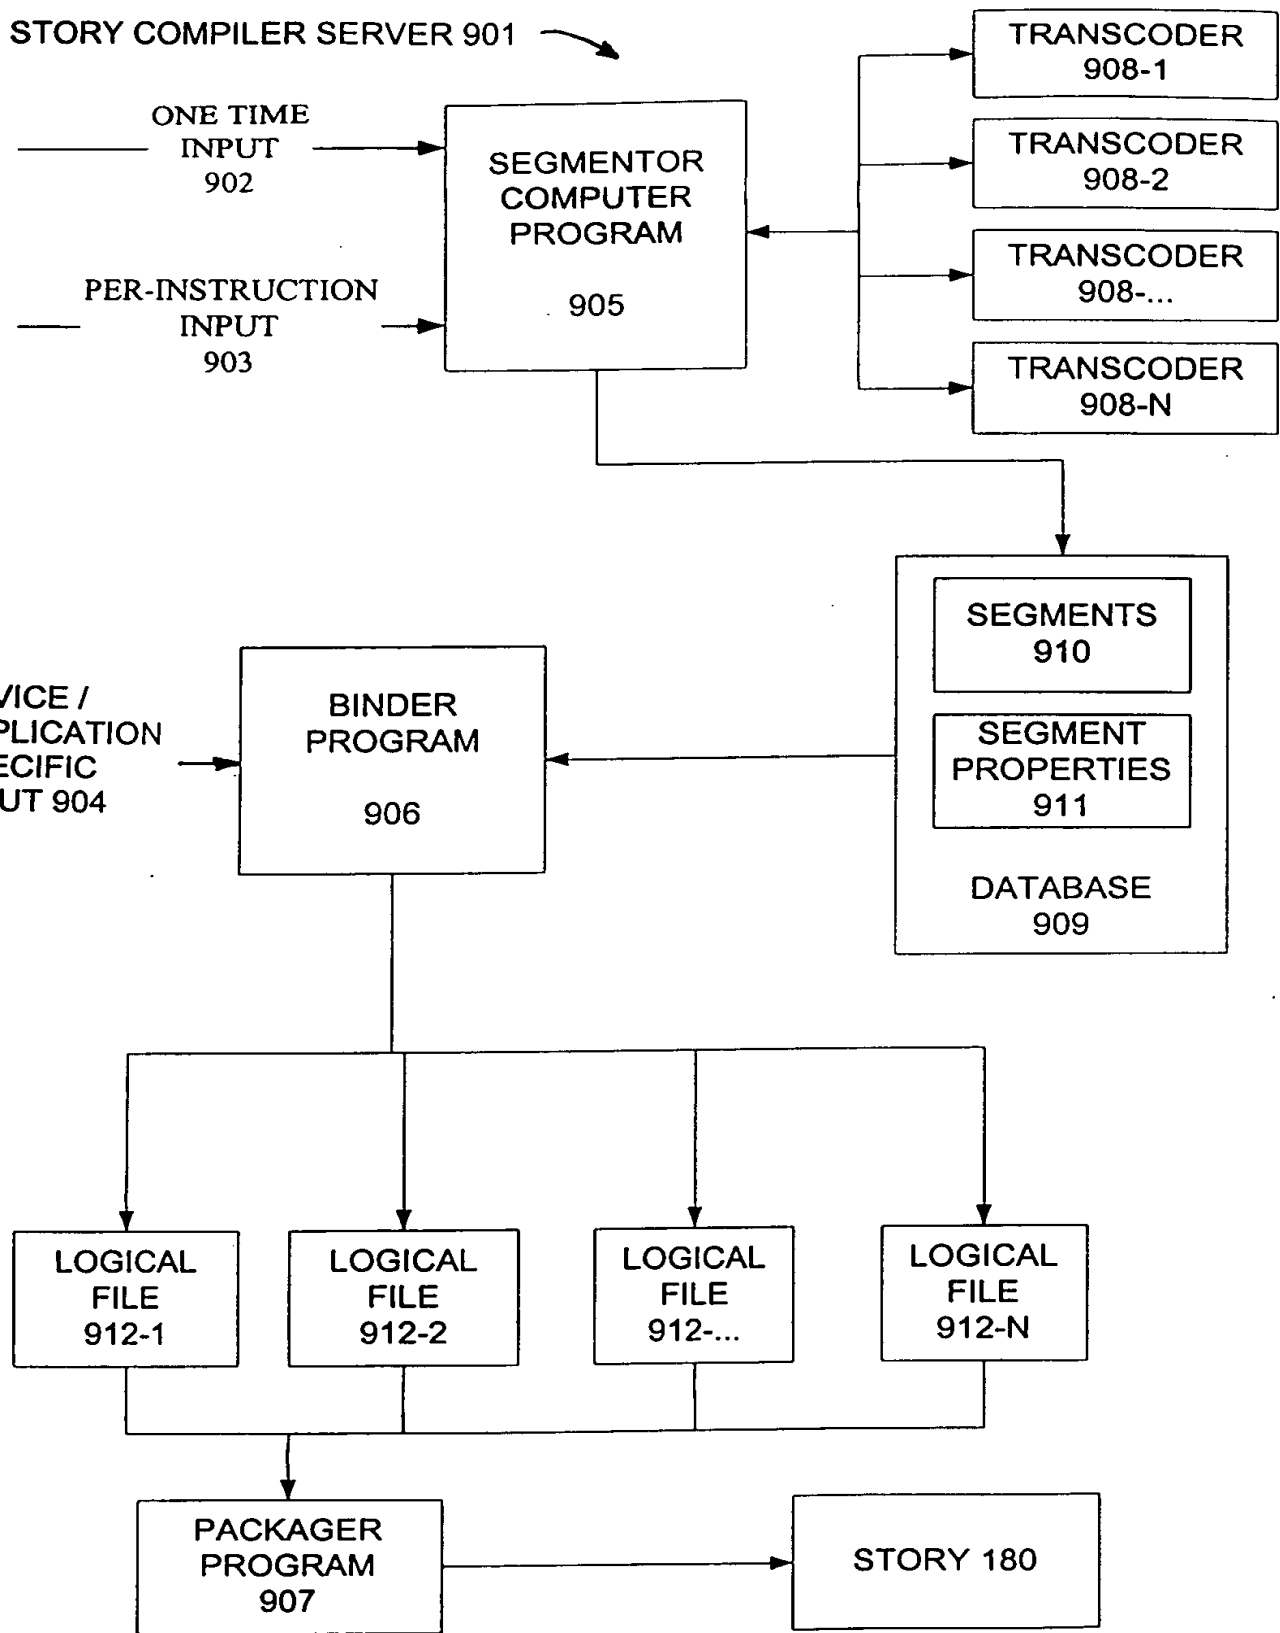 STORY COMPILER SERVER 901
TRANSCODER
908-1
ONE TIME
INPUT
902
SEGMENTOR
COMPUTER
PROGRAM
905
TRANSCODER
908-2
TRANSCODER
908-...
PER-INSTRUCTION
INPUT
903
TRANSCODER
908-N
SEGMENTS
910
SEGMENT
PROPERTIES
911
DATABASE
909
VICE /
PLICATION
ECIFIC
UT 904
BINDER
PROGRAM
906
LOGICAL
FILE
912-1
LOGICAL
FILE
912-2
LOGICAL
FILE
912-...
LOGICAL
FILE
912-N
PACKAGER
PROGRAM
907
STORY 180